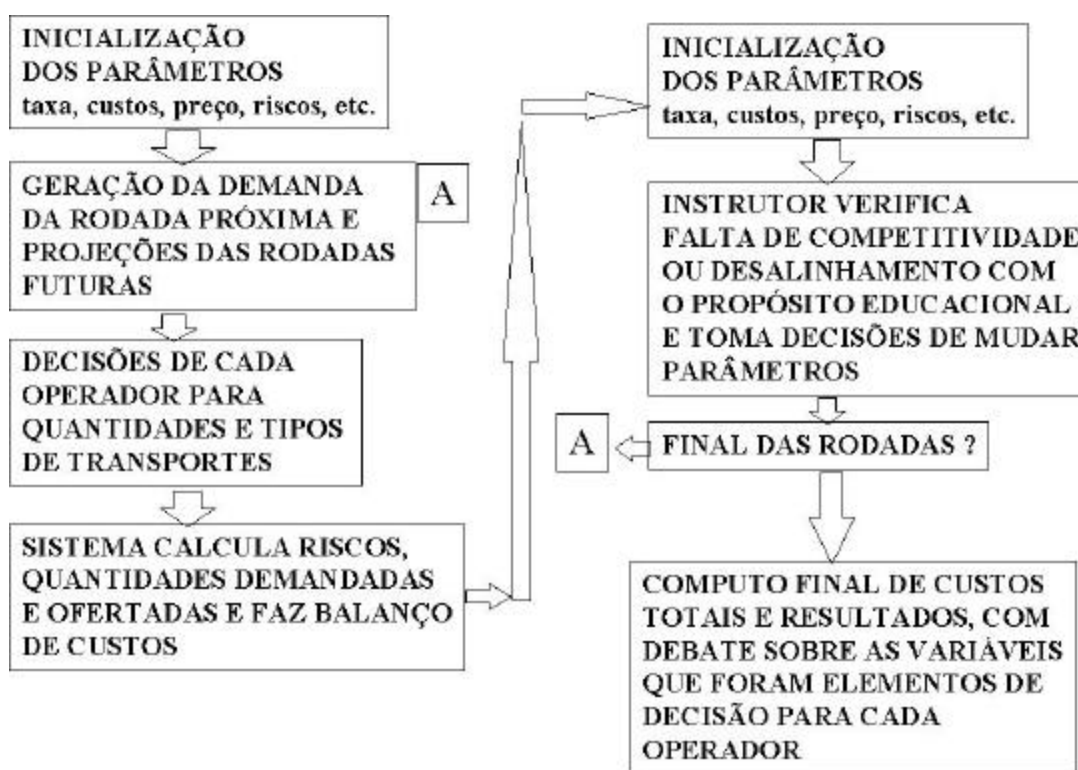 INICIALIZAÇÃO
DOS PARÂMETROS
taxa, custos, preço, riscos, etc.
GERAÇÃO DA DEMANDA
DA RODADA PRÓXIMA E
PROJEÇÕES DAS RODADAS
FUTURAS
A
DECISÕES DE CADA
OPERADOR PARA
QUANTIDADES E TIPOS
DE TRANSPORTES
SISTEMA CALCULA RISCOS,
QUANTIDADES DEMANDADAS
E OFERTADAS E FAZ BALANÇO
DE CUSTOS
INICIALIZAÇÃO
DOS PARÂMETROS
taxa, custos, preço, riscos, etc.
INSTRUTOR VERIFICA
FALTA DE COMPETITIVIDADE
OU DESALINHAMENTO COM
O PROPÓSITO EDUCACIONAL
E TOMA DECISÕES DE MUDAR
PARÂMETROS
A
FINAL DAS RODADAS ?
COMPUTO FINAL DE CUSTOS
TOTAIS E RESULTADOS, COM
DEBATE SOBRE AS VARIÁVEIS
QUE FORAM ELEMENTOS DE
DECISÃO PARA CADA
OPERADOR